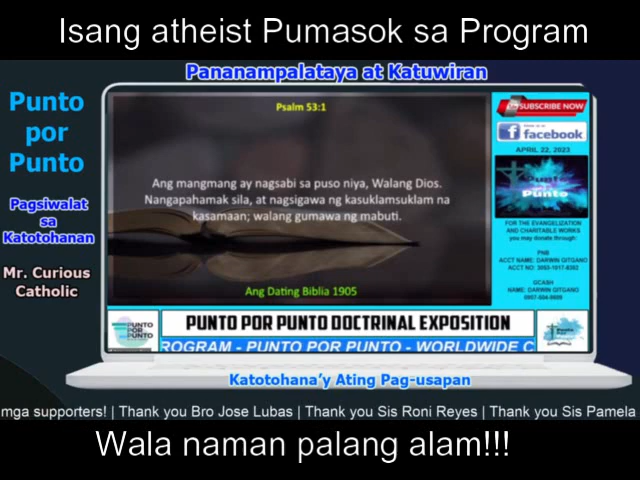 Isang atheist Pumasok sa Program
Pananampalataya at Katuwiran
Punto
por
Punto
Pagsiwalat
sa
Katotohanan
Mr. Curious
Catholic
Psalm 53:1
Ang mangmang ay nagsabi sa puso niya, Walang Dios.
Nangapahamak sila, at nagsigawa ng kasuklamsuklam na
kasamaan; walang gumawa ng mabuti.
Ang Dating Biblia 1905
SUBSCRIBE NOW
facebook
APRIL 22, 2023
Punto
Punto
FOR THE EVANGELIZATION
AND CHARITABLE WORKS
you may donate through:
PNB
ACCT NAME: DARWIN GITGANO
GCASH
NAME: DARWIN GITGANO
PUNTO
POR
PUNTO
PUNTO POR PUNTO DOCTRINAL EXPOSITION
ROGRAM - PUNTO POR PUNTO - WORLDWIDE C
Katotohana'y Ating Pag-usapan
mga supporters! | Thank you Bro Jose Lubas | Thank you Sis Roni Reyes | Thank you Sis Pamela
Wala naman palang alam!!!